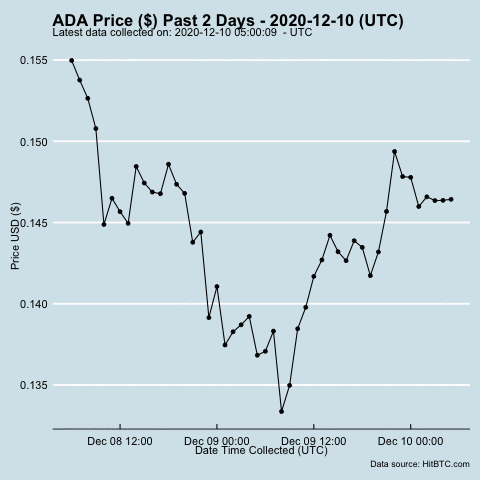 ADA Price ($) Past 2 Days - 2020-12-10 (UTC)
Latest data collected on: 2020-12-10 05:00:09 - UTC
0.155
0.150
0.145
0.140
0.135
Price USD ($)
Dec 08 12:00 Dec 09 00:00 Dec 09 12:00 Dec 10 00:00
Date Time Collected (UTC)
Data source: HitBTC.com